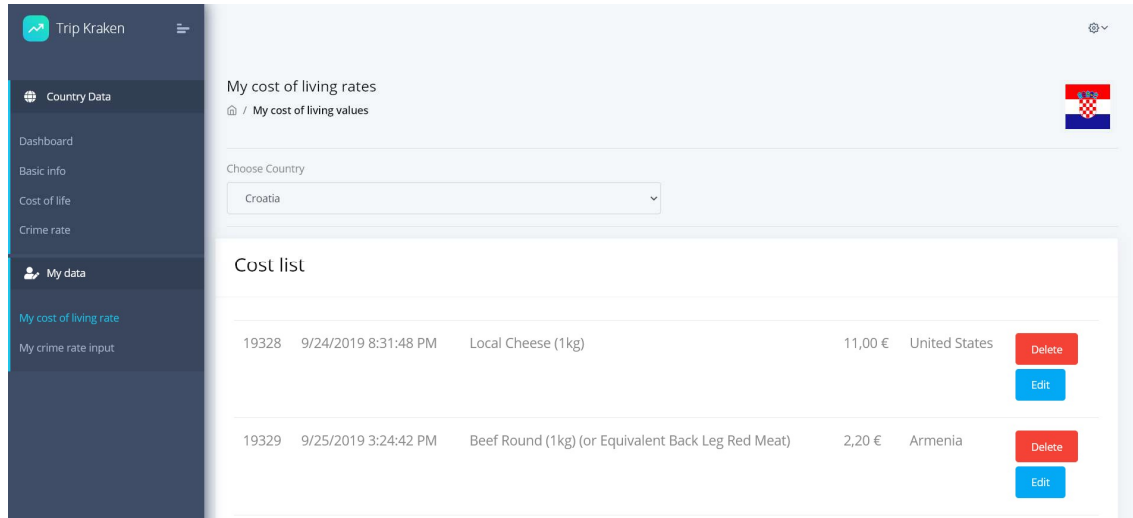 Trip Kraken
Country Data
Dashboard
Basic info
Cost of life
Crime rate
My data
My cost of living rate
My crime rate input
My cost of living rates
/ My cost of living values
Choose Country
Croatia
Cost list
19328 9/24/2019 8:31:48 PM Local Cheese (1kg) 11,00 € United States Delete
Edit
19329 9/25/2019 3:24:42 PM Beef Round (1kg) (or Equivalent Back Leg Red Meat) 2,20 € Armenia Delete
Edit